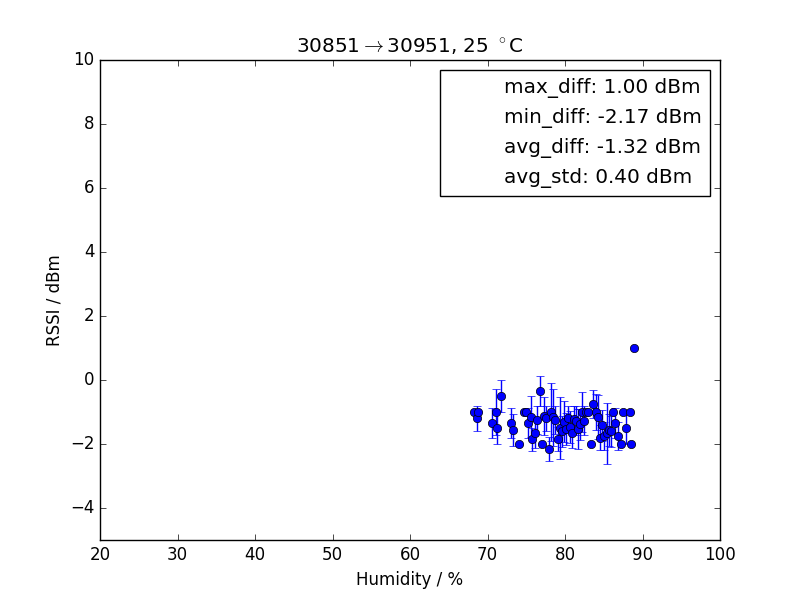 30851→30951, 25 °C
max_diff: 1.00 dBm
min_diff: -2.17 dBm
avg_diff: -1.32 dBm
avg_std: 0.40 dBm
RSSI / dBm
10
8
6
4
2
0
−2
−4
20 30 40 50 60 70 80 90 100
Humidity / %